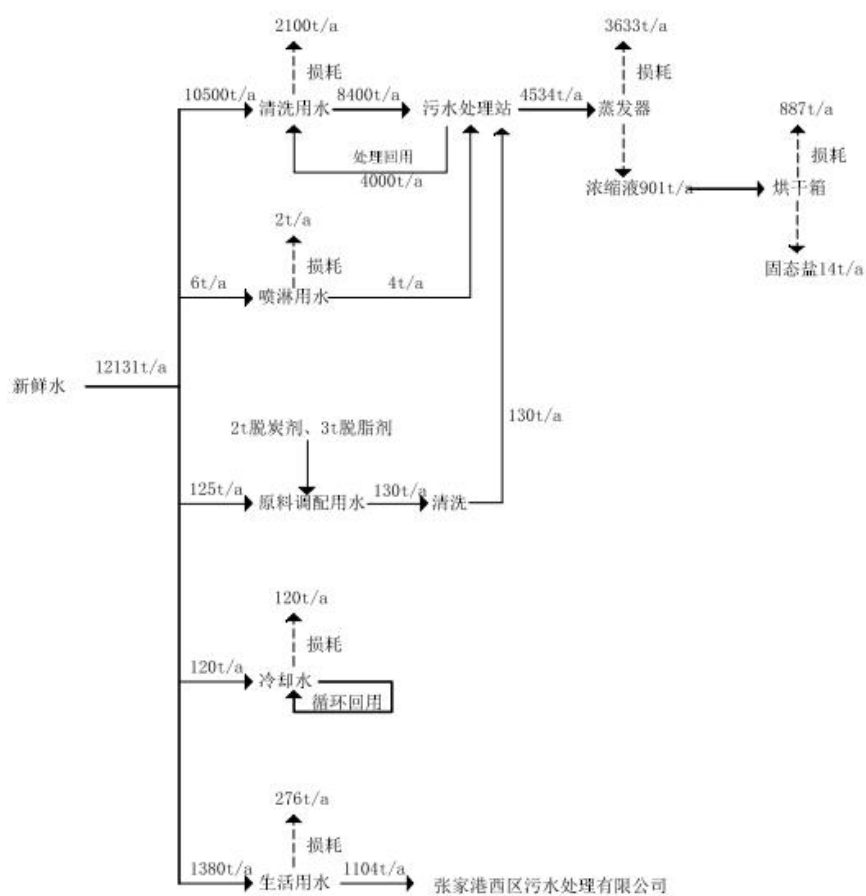 2100t/a
3633t/a
损耗
损耗
10500t/a
清洗用水
8400t/a
污水处理站
4534t/a
蒸发器
887t/a
处理回用
4000t/a
损耗
浓缩液901t/a
烘干箱
2t/a
损耗
固态盐14t/a
6t/a
喷淋用水
4t/a
12131t/a
新鲜水
130t/a
2t脱炭剂、3t脱脂剂
125t/a
原料调配用水
130t/a
清洗
120t/a
损耗
120t/a
冷却水
循环回用
276t/a
损耗
1380t/a
生活用水
1104t/a
张家港西区污水处理有限公司